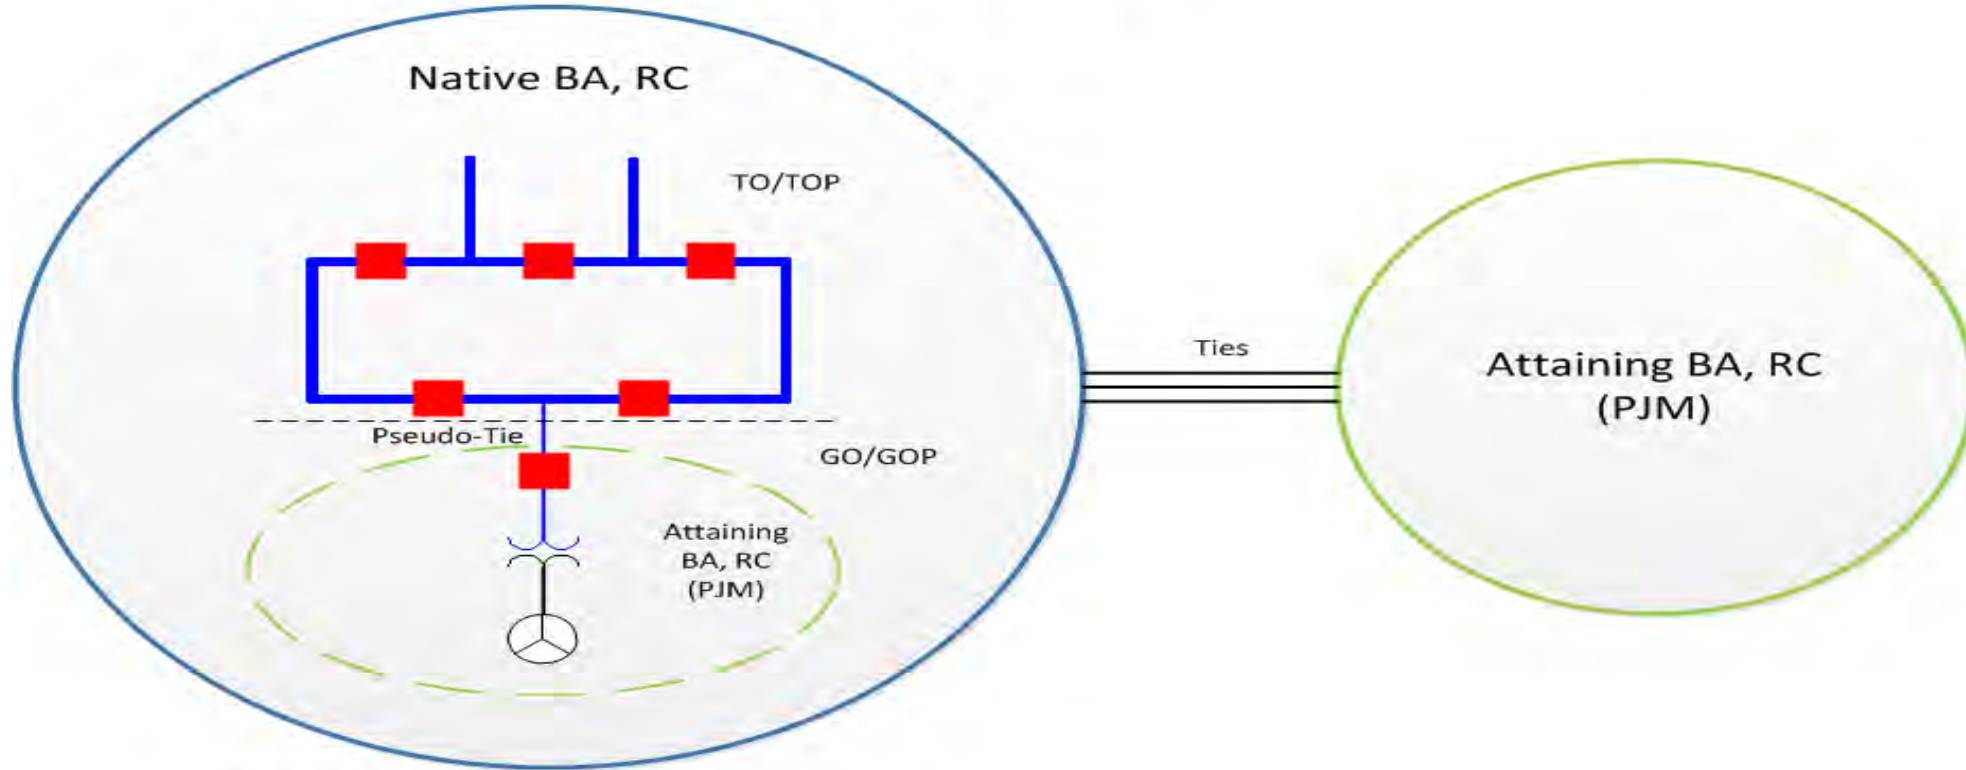 Native BA, RC
TO/TOP
Pseudo-Tie
GO/GOP
Attaining
BA, RC
(PJM)
Ties
Attaining BA, RC
(PJM)